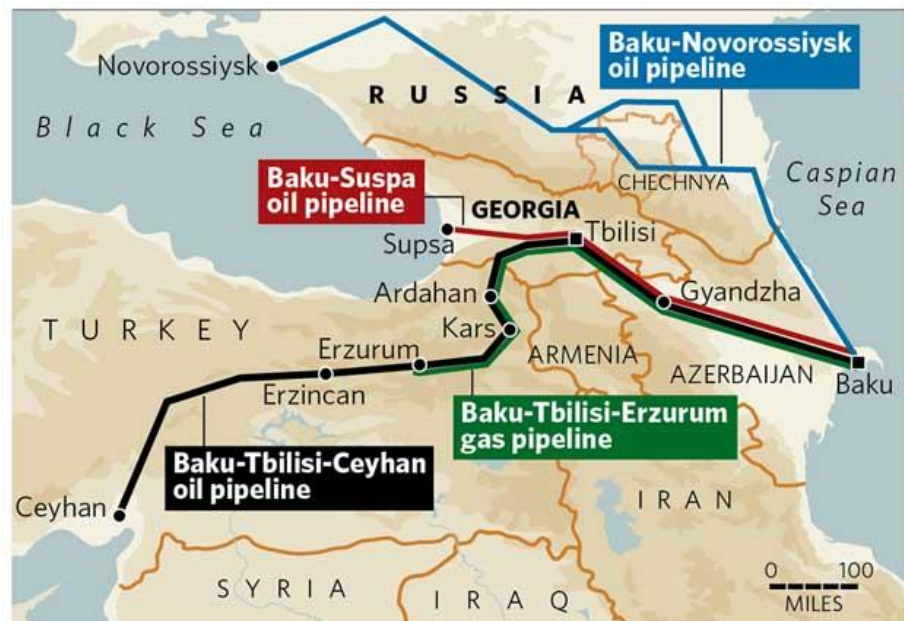 Novorossiysk
Baku-Novorossiysk
oil pipeline
RUSSIA
Black Sea
Baku-Suspa
oil pipeline
CHECHNYA
Caspian
Sea
GEORGIA
Supsa
Tbilisi
Ardahan
Gyandzha
TURKEY
Kars
Erzurum
ARMENIA
Erzincan
AZERBAIJAN
Baku
Baku-Tbilisi-Erzurum
gas pipeline
Baku-Tbilisi-Ceyhan
oil pipeline
Ceyhan
IRAN
SYRIA
IRAQ
0 100
MILES